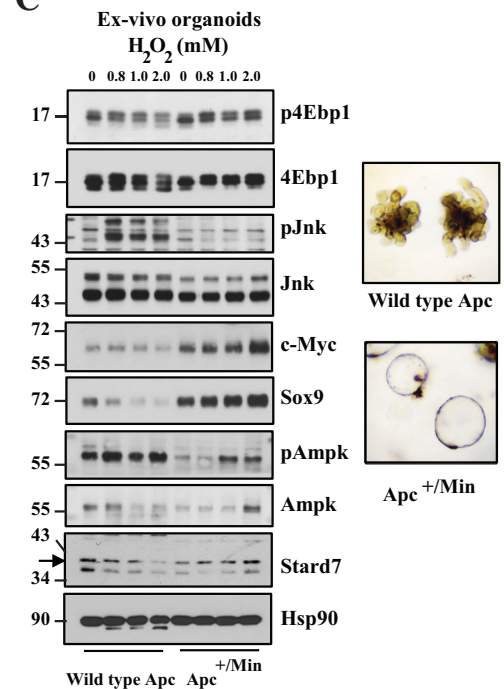 C
Ex-vivo organoids
H2O2 (mM)
0 0.8 1.0 2.0 0 0.8 1.0 2.0
17 p4Ebp1
17 4Ebp1
pJnk
43
55
Jnk
43
72
c-Myc
55
72 Sox9
pAmpk
55
55 Ampk
43
Stard7
34
90 Hsp90
Wild type Apc Apc +/Min
Wild type Apc
Apc +/Min